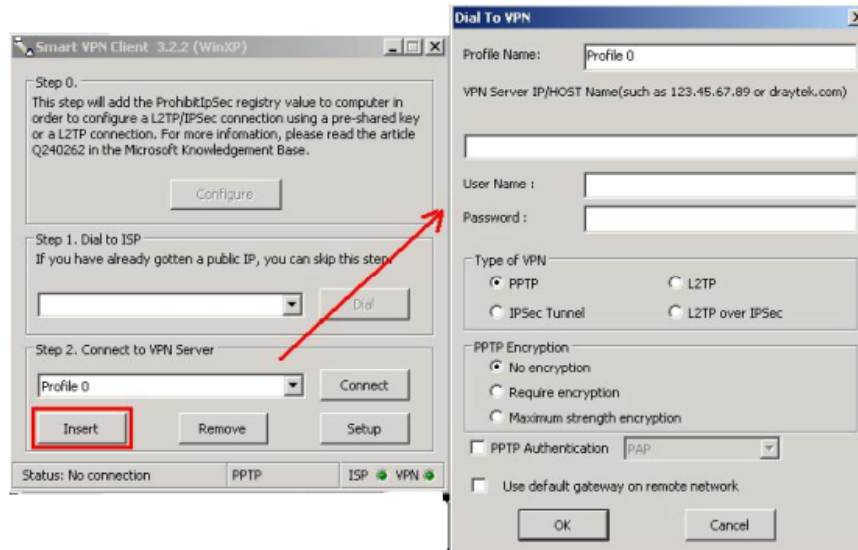 Smart VPN Client 3.2.2 (WinXP)
Step 0.
This step will add the ProhibitIpSec registry value to computer in
order to configure a L2TP/IPSec connection using a pre-shared key
or a L2TP connection. For more infomation, please read the article
Q240262 in the Microsoft Knowledgement Base.
Configure
Step 1. Dial to ISP
If you have already gotten a public IP, you can skip this step.
Dial
Step 2. Connect to VPN Server
Profile 0
Connect
Insert
Remove
Setup
Status: No connection
PPTP
ISP
VPN
Dial To VPN
Profile Name:
Profile 0
VPN Server IP/HOST Name(such as 123.45.67.89 or draytek.com)
User Name :
Password :
Type of VPN
PPTP
L2TP
IPSec Tunnel
L2TP over IPSec
PPTP Encryption
No encryption
Require encryption
Maximum strength encryption
PPTP Authentication
PAP
Use default gateway on remote network
OK
Cancel